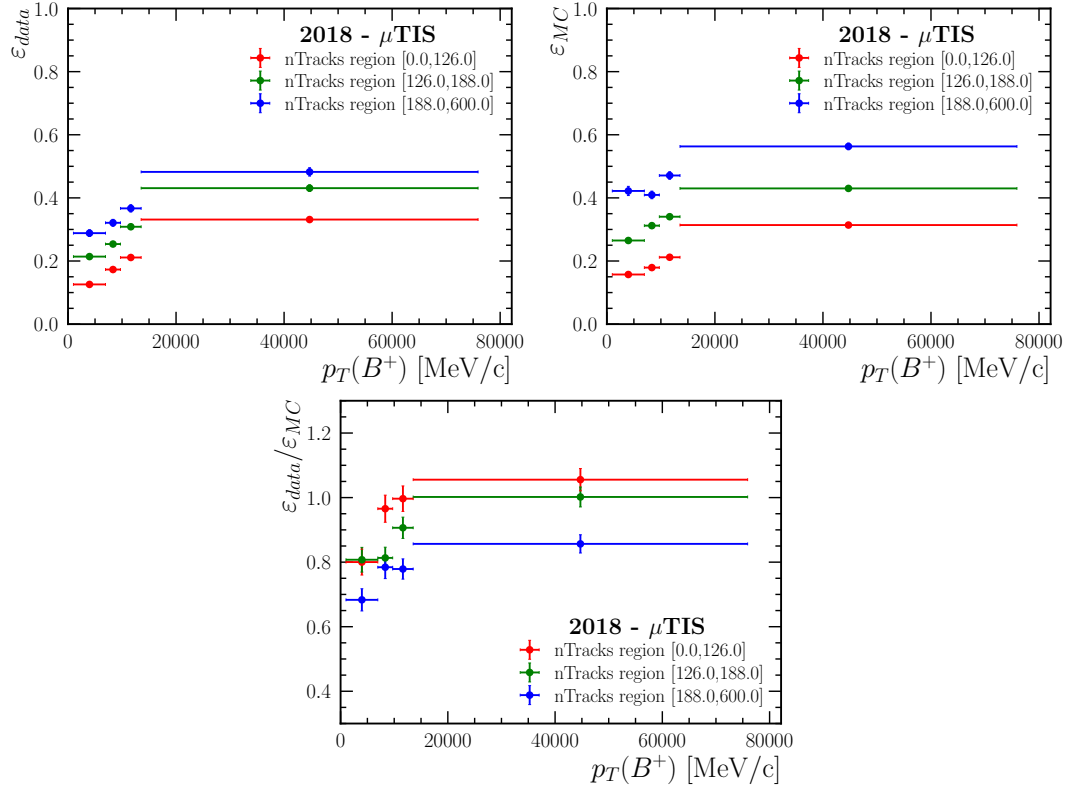 ε_data
1.0
0.8
0.6
0.4
0.2
0.0
2018 - μTIS
nTracks region [0.0,126.0]
nTracks region [126.0,188.0]
nTracks region [188.0,600.0]
0 20000 40000 60000 80000
p_T(B^+) [MeV/c]
ε_MC
1.0
0.8
0.6
0.4
0.2
0.0
2018 - μTIS
nTracks region [0.0,126.0]
nTracks region [126.0,188.0]
nTracks region [188.0,600.0]
0 20000 40000 60000 80000
p_T(B^+) [MeV/c]
ε_data/ε_MC
1.2
1.0
0.8
0.6
0.4
2018 - μTIS
nTracks region [0.0,126.0]
nTracks region [126.0,188.0]
nTracks region [188.0,600.0]
0 20000 40000 60000 80000
p_T(B^+) [MeV/c]